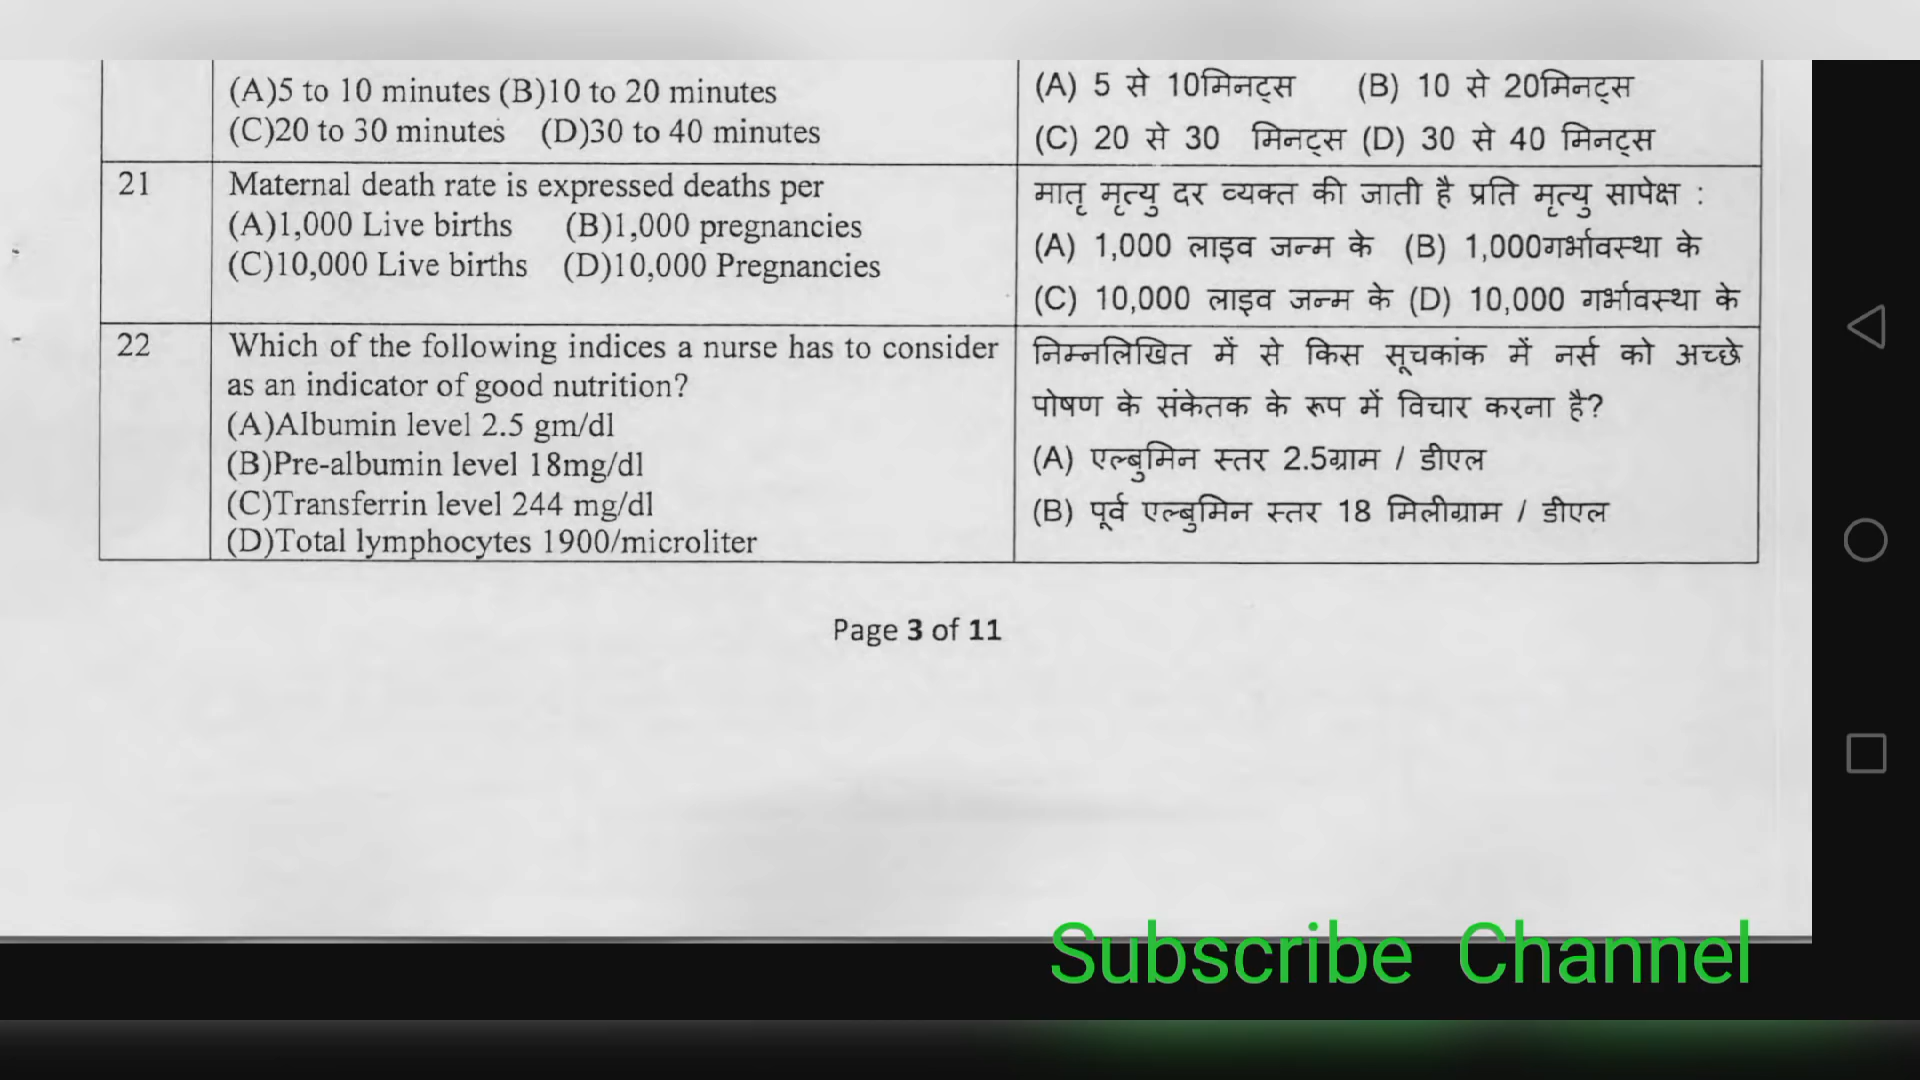 (A)5 to 10 minutes (B)10 to 20 minutes
(C)20 to 30 minutes (D)30 to 40 minutes
(A) 5 से 10मिनट्स (B) 10 से 20मिनट्स
(C) 20 से 30 मिनट्स (D) 30 से 40 मिनट्स
21
Maternal death rate is expressed deaths per
(A)1,000 Live births (B)1,000 pregnancies
(C)10,000 Live births (D)10,000 Pregnancies
मातृ मृत्यु दर व्यक्त की जाती है प्रति मृत्यु सापेक्ष :
(A) 1,000 लाइव जन्म के (B) 1,000गर्भावस्था के
(C) 10,000 लाइव जन्म के (D) 10,000 गर्भावस्था के
22
Which of the following indices a nurse has to consider
as an indicator of good nutrition?
(A)Albumin level 2.5 gm/dl
(B)Pre-albumin level 18mg/dl
(C)Transferrin level 244 mg/dl
(D)Total lymphocytes 1900/microliter
निम्नलिखित में से किस सूचकांक में नर्स को अच्छे
पोषण के संकेतक के रूप में विचार करना है?
(A) एल्बुमिन स्तर 2.5ग्राम / डीएल
(B) पूर्व एल्बुमिन स्तर 18 मिलीग्राम / डीएल
Page 3 of 11
Subscribe Channel